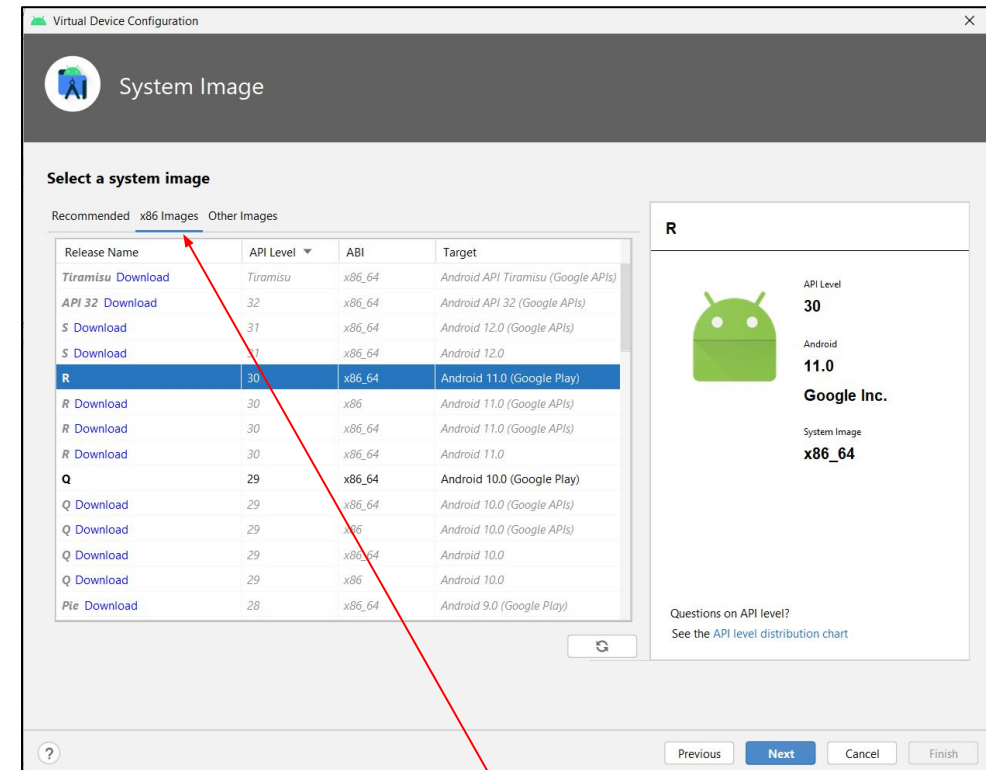 Virtual Device Configuration
System Image
Select a system image
Recommended x86 Images Other Images
Release Name API Level ABI Target
Tiramisu Download Tiramisu x86_64 Android API Tiramisu (Google APIs)
API 32 Download 32 x86_64 Android API 32 (Google APIs)
S Download 31 x86_64 Android 12.0 (Google APIs)
S Download 31 x86_64 Android 12.0
R 30 x86_64 Android 11.0 (Google Play)
R Download 30 x86 Android 11.0 (Google APIs)
R Download 30 x86_64 Android 11.0 (Google APIs)
R Download 30 x86_64 Android 11.0
Q 29 x86_64 Android 10.0 (Google Play)
Q Download 29 x86_64 Android 10.0 (Google APIs)
Q Download 29 x86 Android 10.0 (Google APIs)
Q Download 29 x86_64 Android 10.0
Q Download 29 x86 Android 10.0
Pie Download 28 x86_64 Android 9.0 (Google Play)
R
API Level
30
Android
11.0
Google Inc.
System Image
x86_64
Questions on API level?
See the API level distribution chart
? Previous Next Cancel Finish